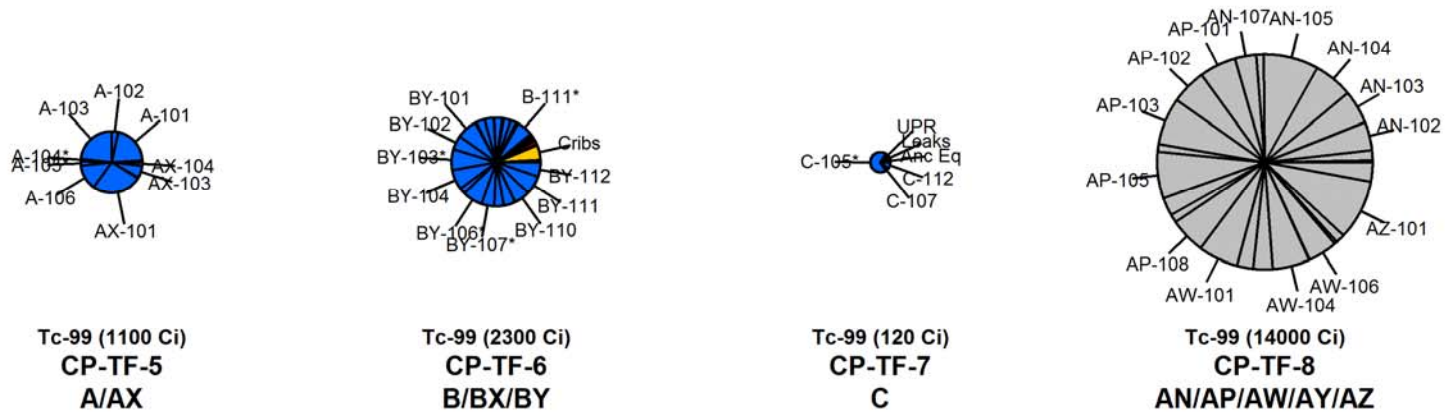 A-102
A-103
A-101
A-104*
A-105
AX-104
AX-103
A-106
AX-101
Tc-99 (1100 Ci)
CP-TF-5
A/AX
BY-101
B-111*
BY-102
Cribs
BY-103*
BY-112
BY-104
BY-111
BY-106*
BY-110
BY-107*
Tc-99 (2300 Ci)
CP-TF-6
B/BX/BY
UPR
Leaks
C-105*
Anc Eq
C-112
C-107
Tc-99 (120 Ci)
CP-TF-7
C
AN-107
AN-105
AP-101
AN-104
AP-102
AN-103
AP-103
AN-102
AP-105
AZ-101
AP-108
AW-106
AW-101
AW-104
Tc-99 (14000 Ci)
CP-TF-8
AN/AP/AW/AY/AZ